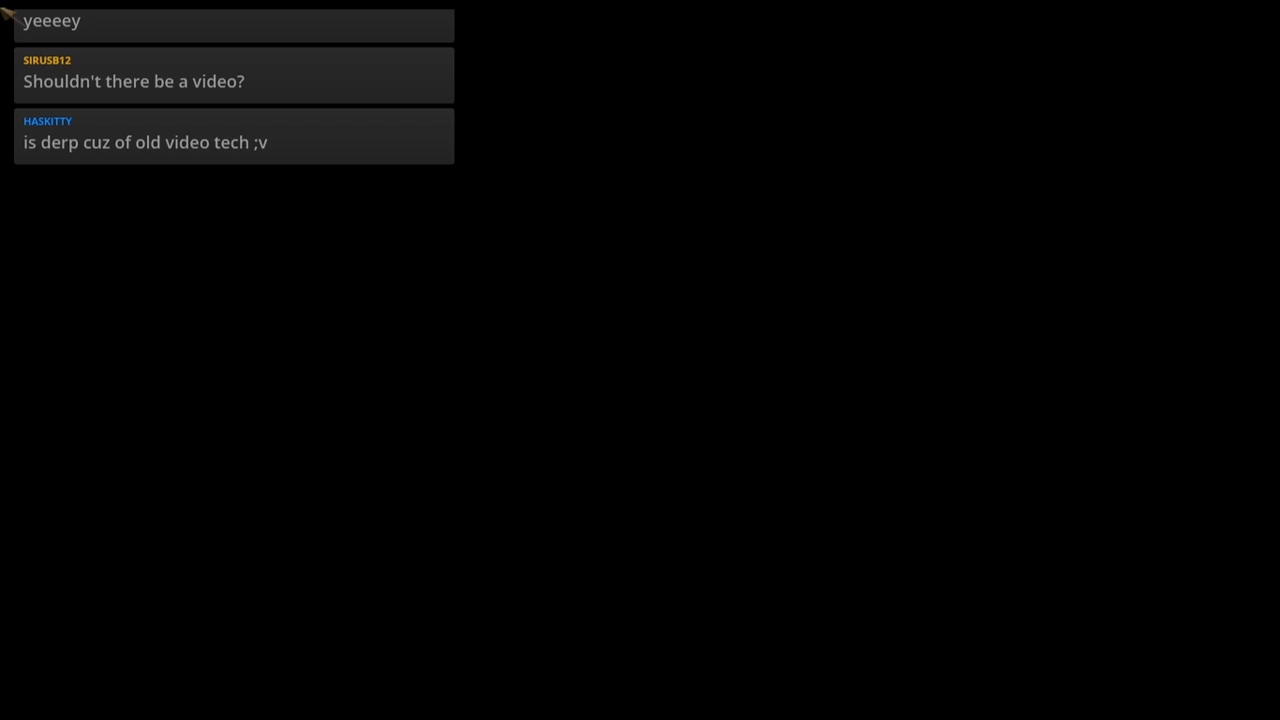 yeeeey
SIRUSB12
Shouldn't there be a video?
HASKITTY
is derp cuz of old video tech ;v